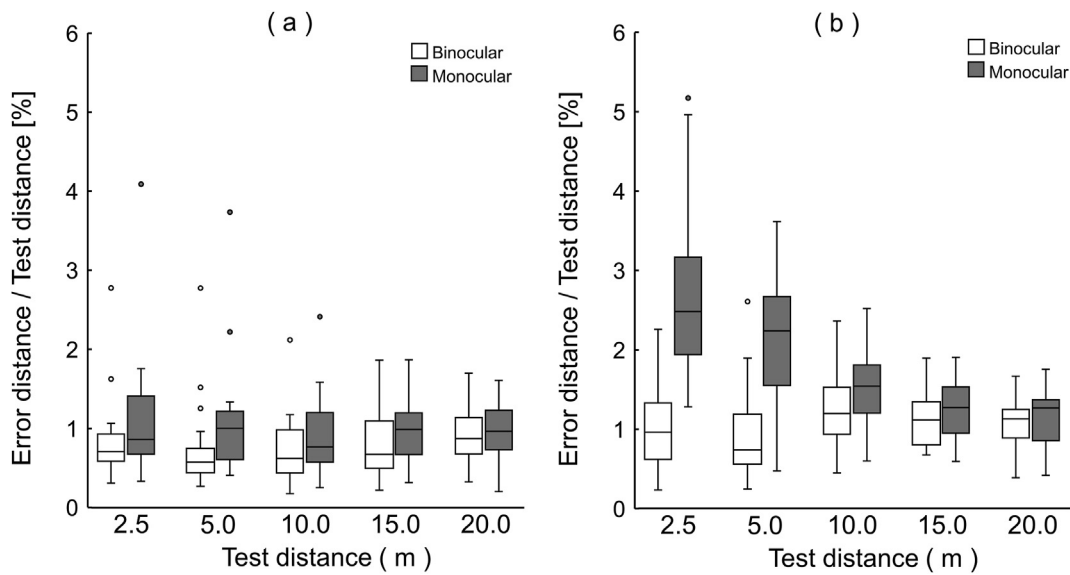 ( a )
Binocular
Monocular
Error distance / Test distance [%]
6
5
4
3
2
1
0
2.5 5.0 10.0 15.0 20.0
Test distance ( m )
( b )
Binocular
Monocular
Error distance / Test distance [%]
6
5
4
3
2
1
0
2.5 5.0 10.0 15.0 20.0
Test distance ( m )